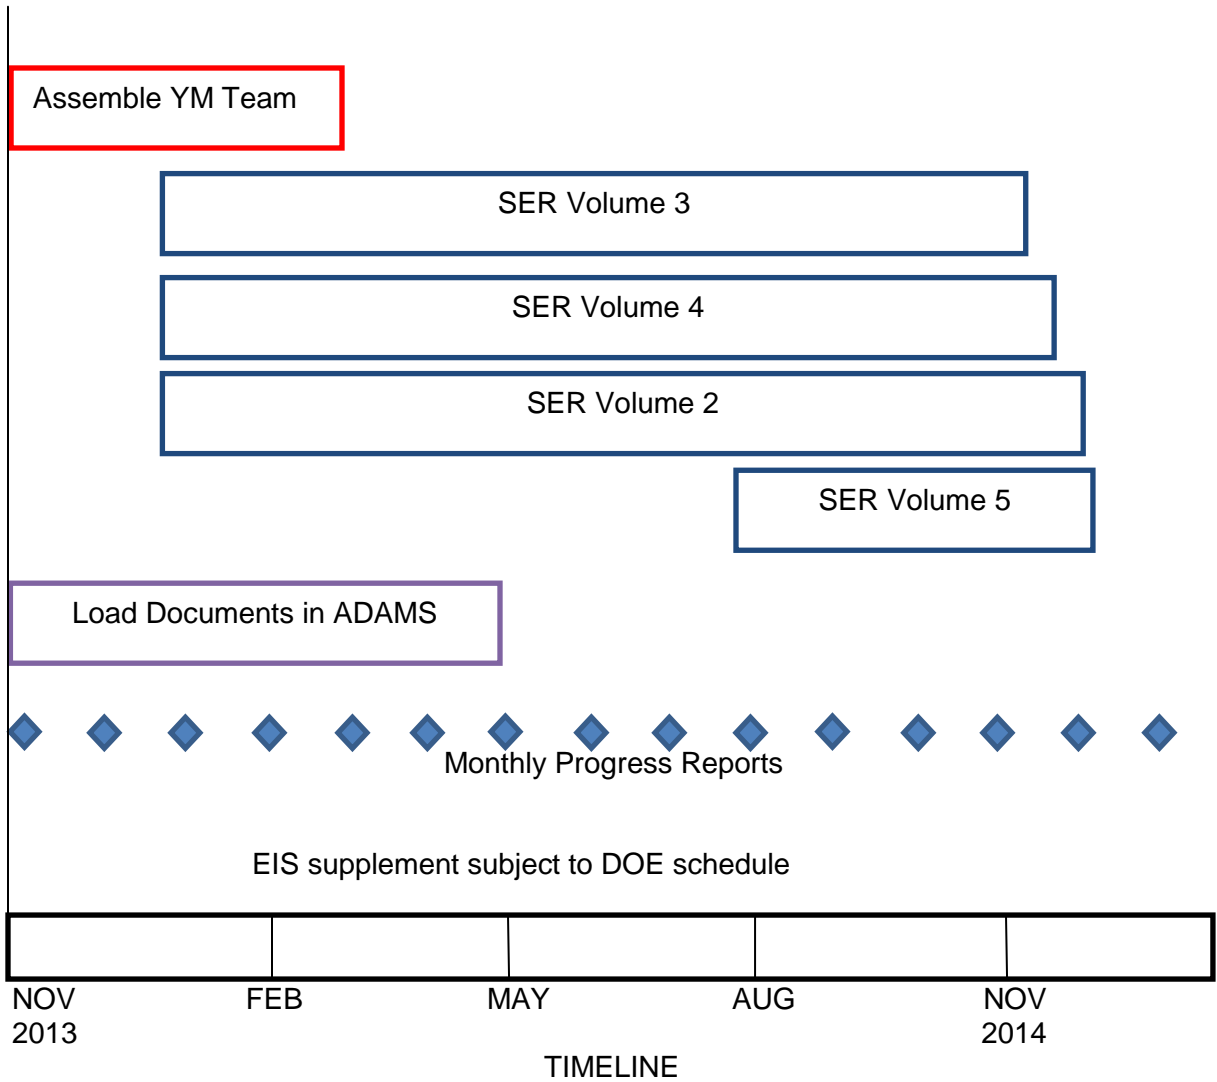 Assemble YM Team
SER Volume 3
SER Volume 4
SER Volume 2
SER Volume 5
Load Documents in ADAMS
Monthly Progress Reports
EIS supplement subject to DOE schedule
NOV FEB MAY AUG NOV
2013 2014
TIMELINE